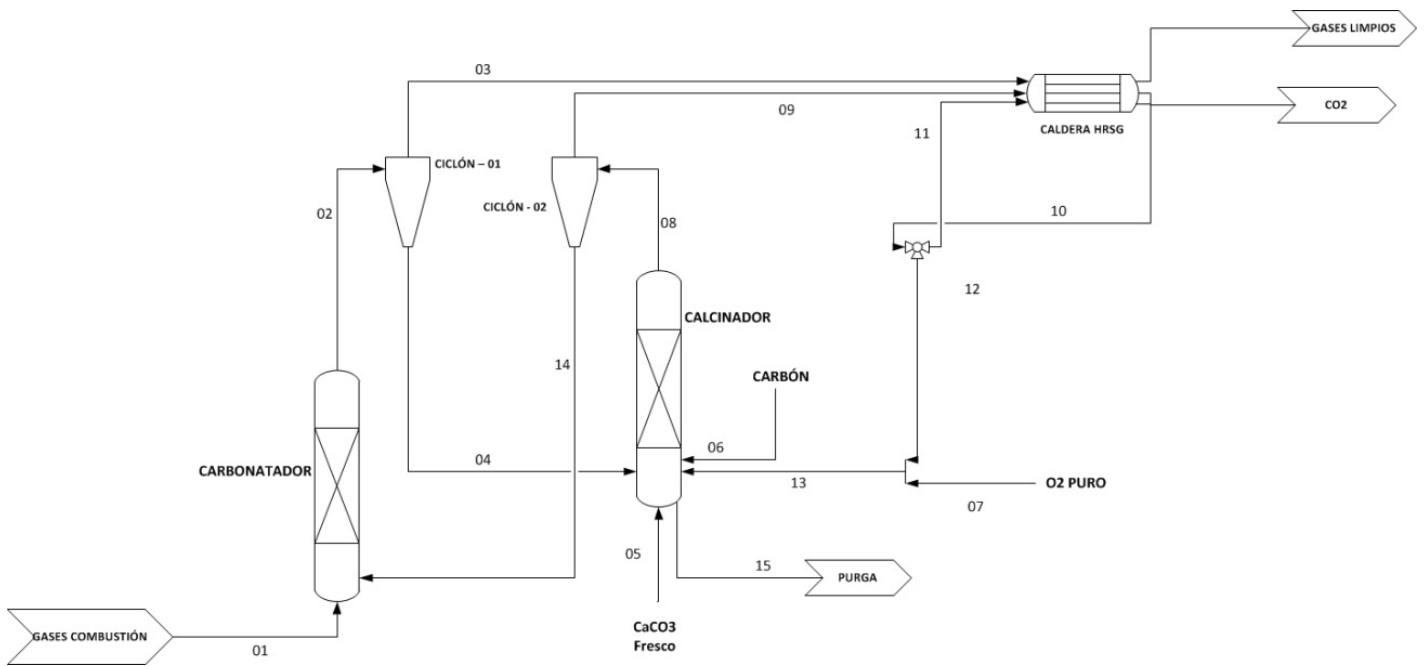 GASES LIMPIOS
03
09
CO2
11
CALDERA HRSG
CICLÓN – 01
CICLÓN - 02
02
08
10
12
CALCINADOR
14
CARBÓN
06
04
CARBONATADOR
13
O2 PURO
07
05
15
PURGA
CaCO3
Fresco
GASES COMBUSTIÓN
01